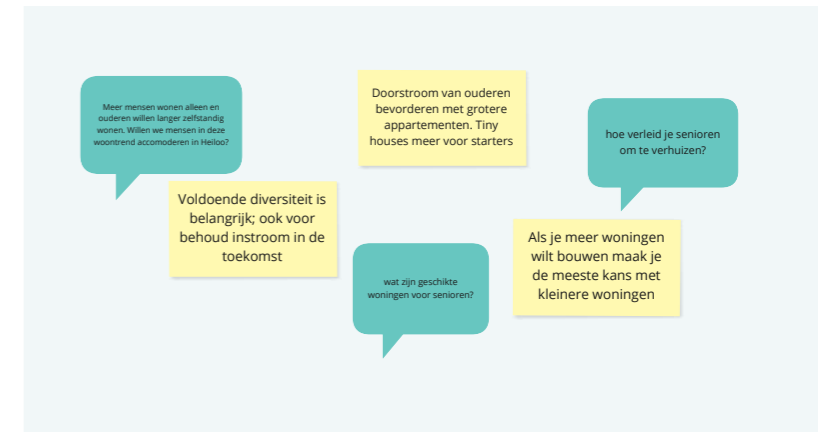 Meer mensen wonen alleen en
ouderen willen langer zelfstandig
wonen. Willen we mensen in deze
woontrend accomoderen in Heiloo?
Doorstroom van ouderen
bevorderen met grotere
appartementen. Tiny
houses meer voor starters
hoe verleid je senioren
om te verhuizen?
Voldoende diversiteit is
belangrijk; ook voor
behoud instroom in de
toekomst
wat zijn geschikte
woningen voor senioren?
Als je meer woningen
wilt bouwen maak je
de meeste kans met
kleinere woningen